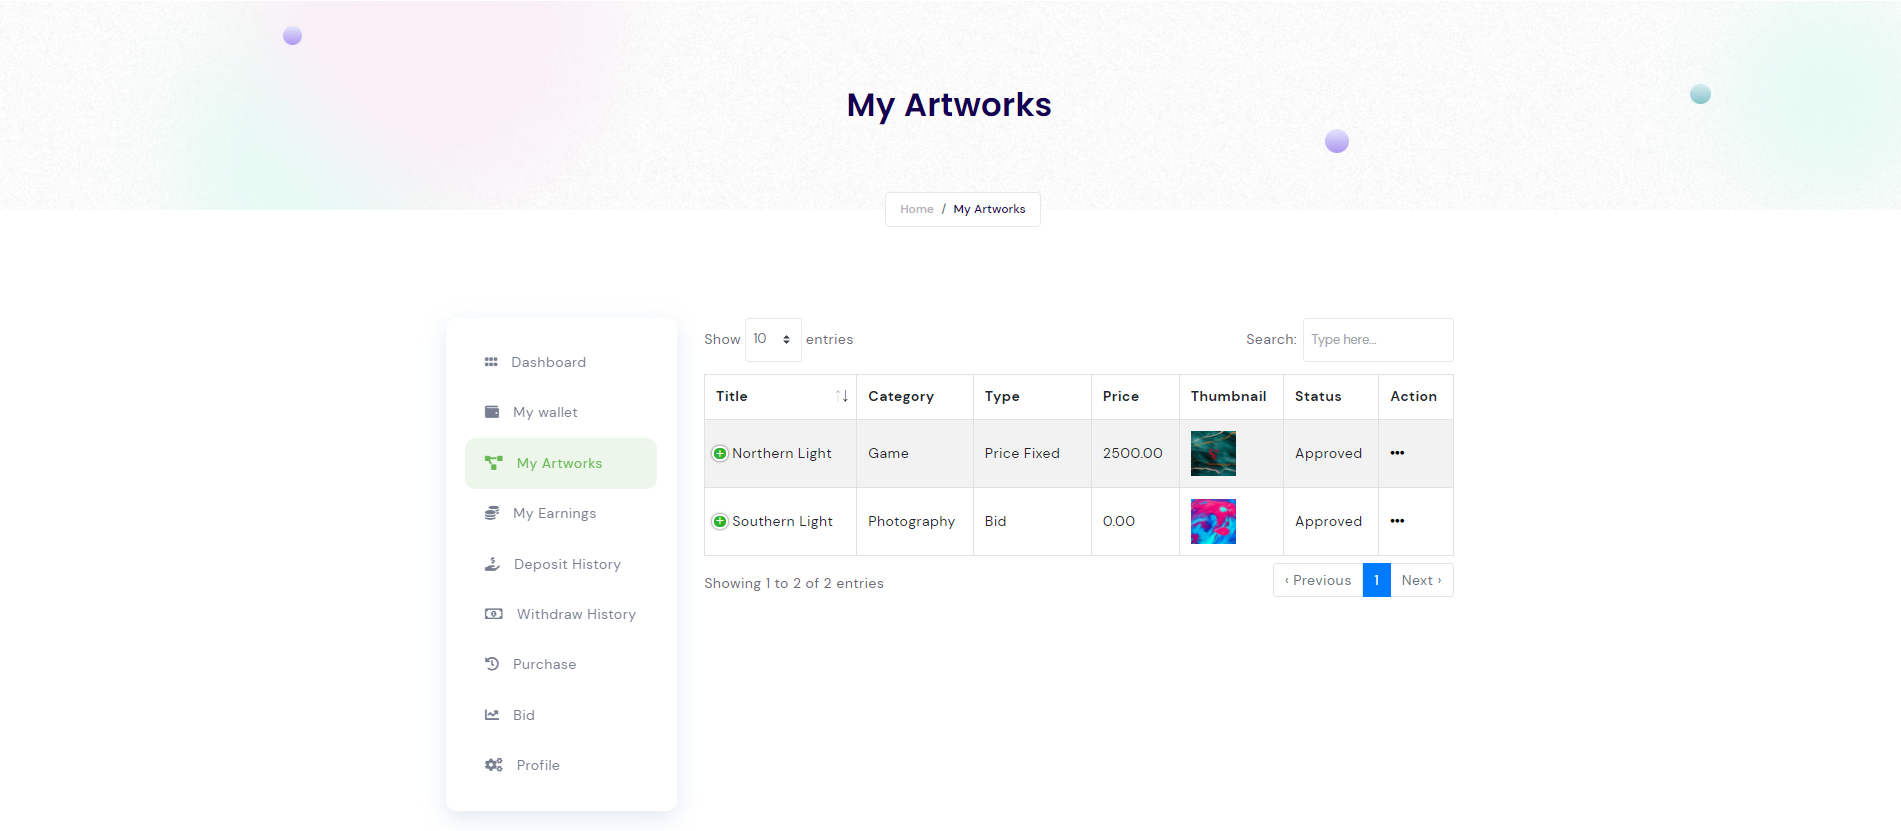 My Artworks
Home / My Artworks
Dashboard
My wallet
My Artworks
My Earnings
Deposit History
Withdraw History
Purchase
Bid
Profile
Show 10 entries
Search: Type here...
Title Category Type Price Thumbnail Status Action
Northern Light Game Price Fixed 2500.00 Approved •••
Southern Light Photography Bid 0.00 Approved •••
Showing 1 to 2 of 2 entries
‹ Previous 1 Next ›